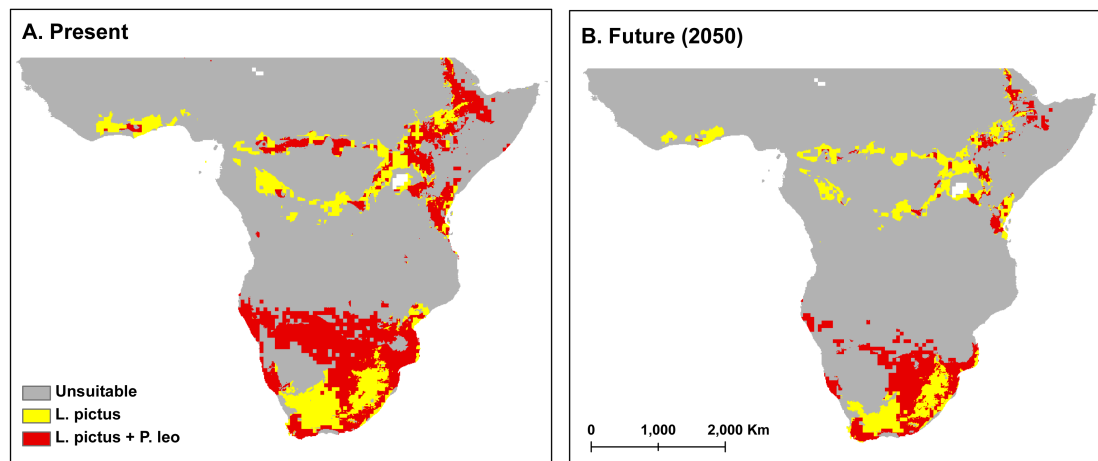 A. Present
Unsuitable
L. pictus
L. pictus + P. leo
B. Future (2050)
0 1,000 2,000 Km